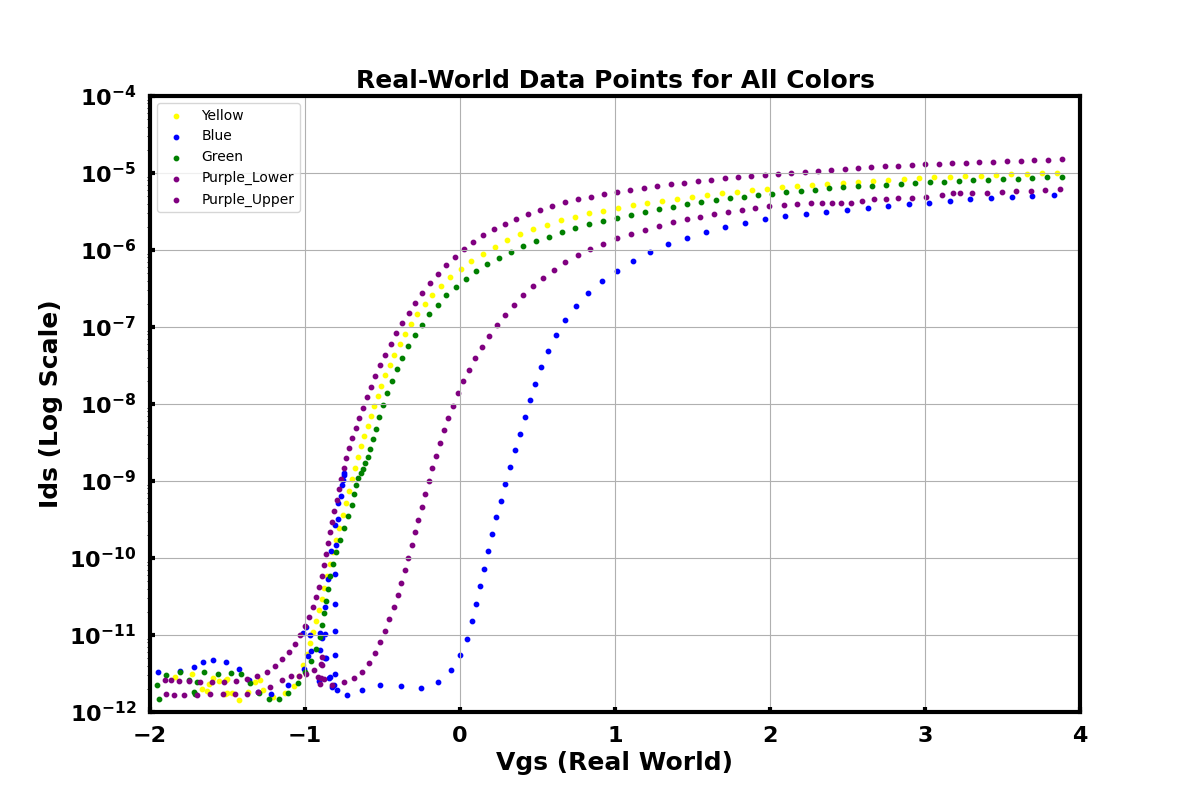 Real-World Data Points for All Colors
10⁻⁴
10⁻⁵
10⁻⁶
10⁻⁷
10⁻⁸
10⁻⁹
10⁻¹⁰
10⁻¹¹
10⁻¹²
Ids (Log Scale)
Yellow
Blue
Green
Purple_Lower
Purple_Upper
−2 −1 0 1 2 3 4
Vgs (Real World)